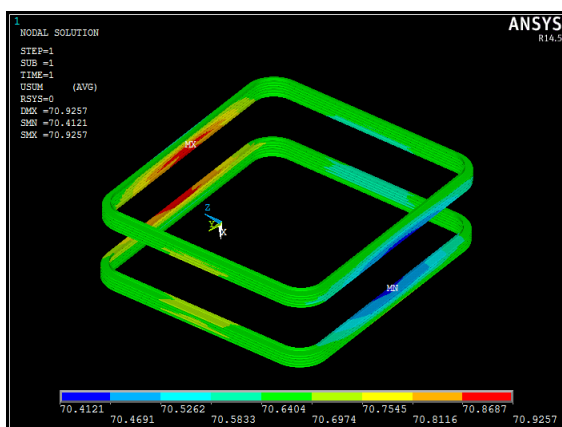 1
NODAL SOLUTION
ANSYS
R14.5
STEP=1
SUB =1
TIME=1
USUM (AVG)
RSYS=0
DMX =70.9257
SMN =70.4121
SMX =70.9257
MX
Z
Y
X
MN
70.4121 70.5262 70.6404 70.7545 70.8687
70.4691 70.5833 70.6974 70.8116 70.9257